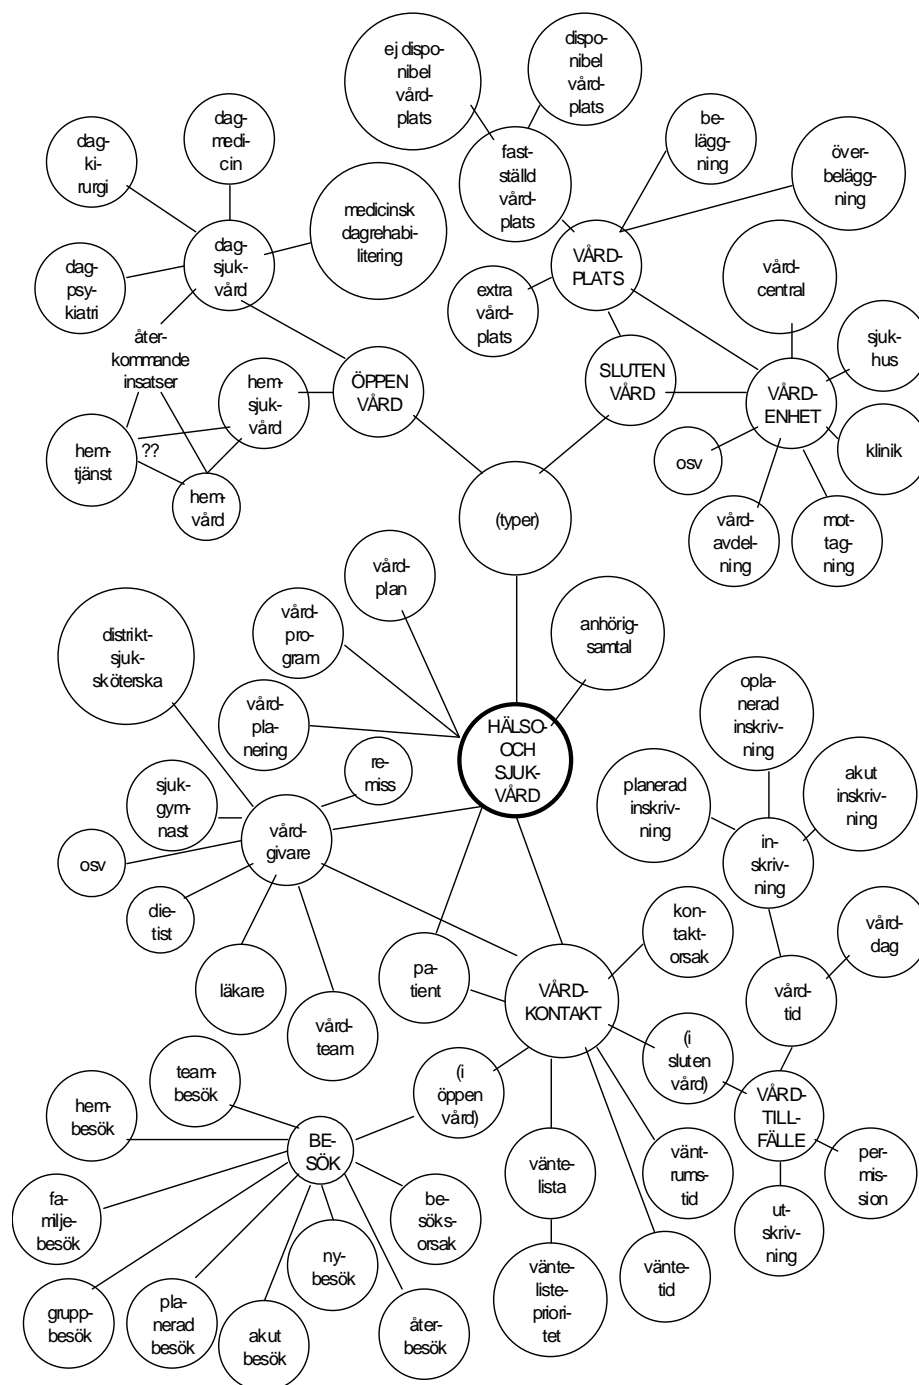 ej dispo-
nibel
vård-
plats
dispo-
nibel
vård-
plats
dag-
medi-
cin
dag-
ki-
rurgi
be-
lägg-
ning
fast-
ställd
vård-
plats
över-
beläggning
medicinsk
dagrehabi-
litering
dag-
sjuk-
vård
VÅRD-
PLATS
dag-
psy-
kiatri
vård-
central
extra
vård-
plats
åter-
kommande
insatser
sjuk-
hus
hem-
sjuk-
vård
ÖPPEN
VÅRD
SLUTEN
VÅRD
VÅRD-
ENHET
hem-
tjänst
??
osv
klinik
hem-
vård
(typer)
vård-
avdel-
ning
mot-
tag-
ning
vård-
plan
vård-
pro-
gram
anhörig-
samtal
distrikt-
sjuk-
sköterska
vård-
pla-
nering
opla-
nerad
inskrivning
HÄLSO-
OCH
SJUK-
VÅRD
re-
miss
planerad
inskriv-
ning
akut
inskriv-
ning
sjuk-
gym-
nast
vård-
givare
in-
skriv-
ning
osv
die-
tist
kon-
takt-
orsak
vård-
dag
läkare
pa-
tient
VÅRD-
KONTAKT
vård-
tid
vård-
team
(i
sluten
vård)
team-
besök
(i
öppen
vård)
hem-
besök
VÅRD-
TILL-
FÄLLE
BE-
SÖK
vänte-
lista
vänt-
rums-
tid
per-
mis-
sion
fa-
milje-
besök
be-
söks-
orsak
ut-
skriv-
ning
ny-
besök
vänte-
tid
vänte-
liste-
priori-
tet
grupp-
besök
pla-
nerad
besök
akut
besök
åter-
besök